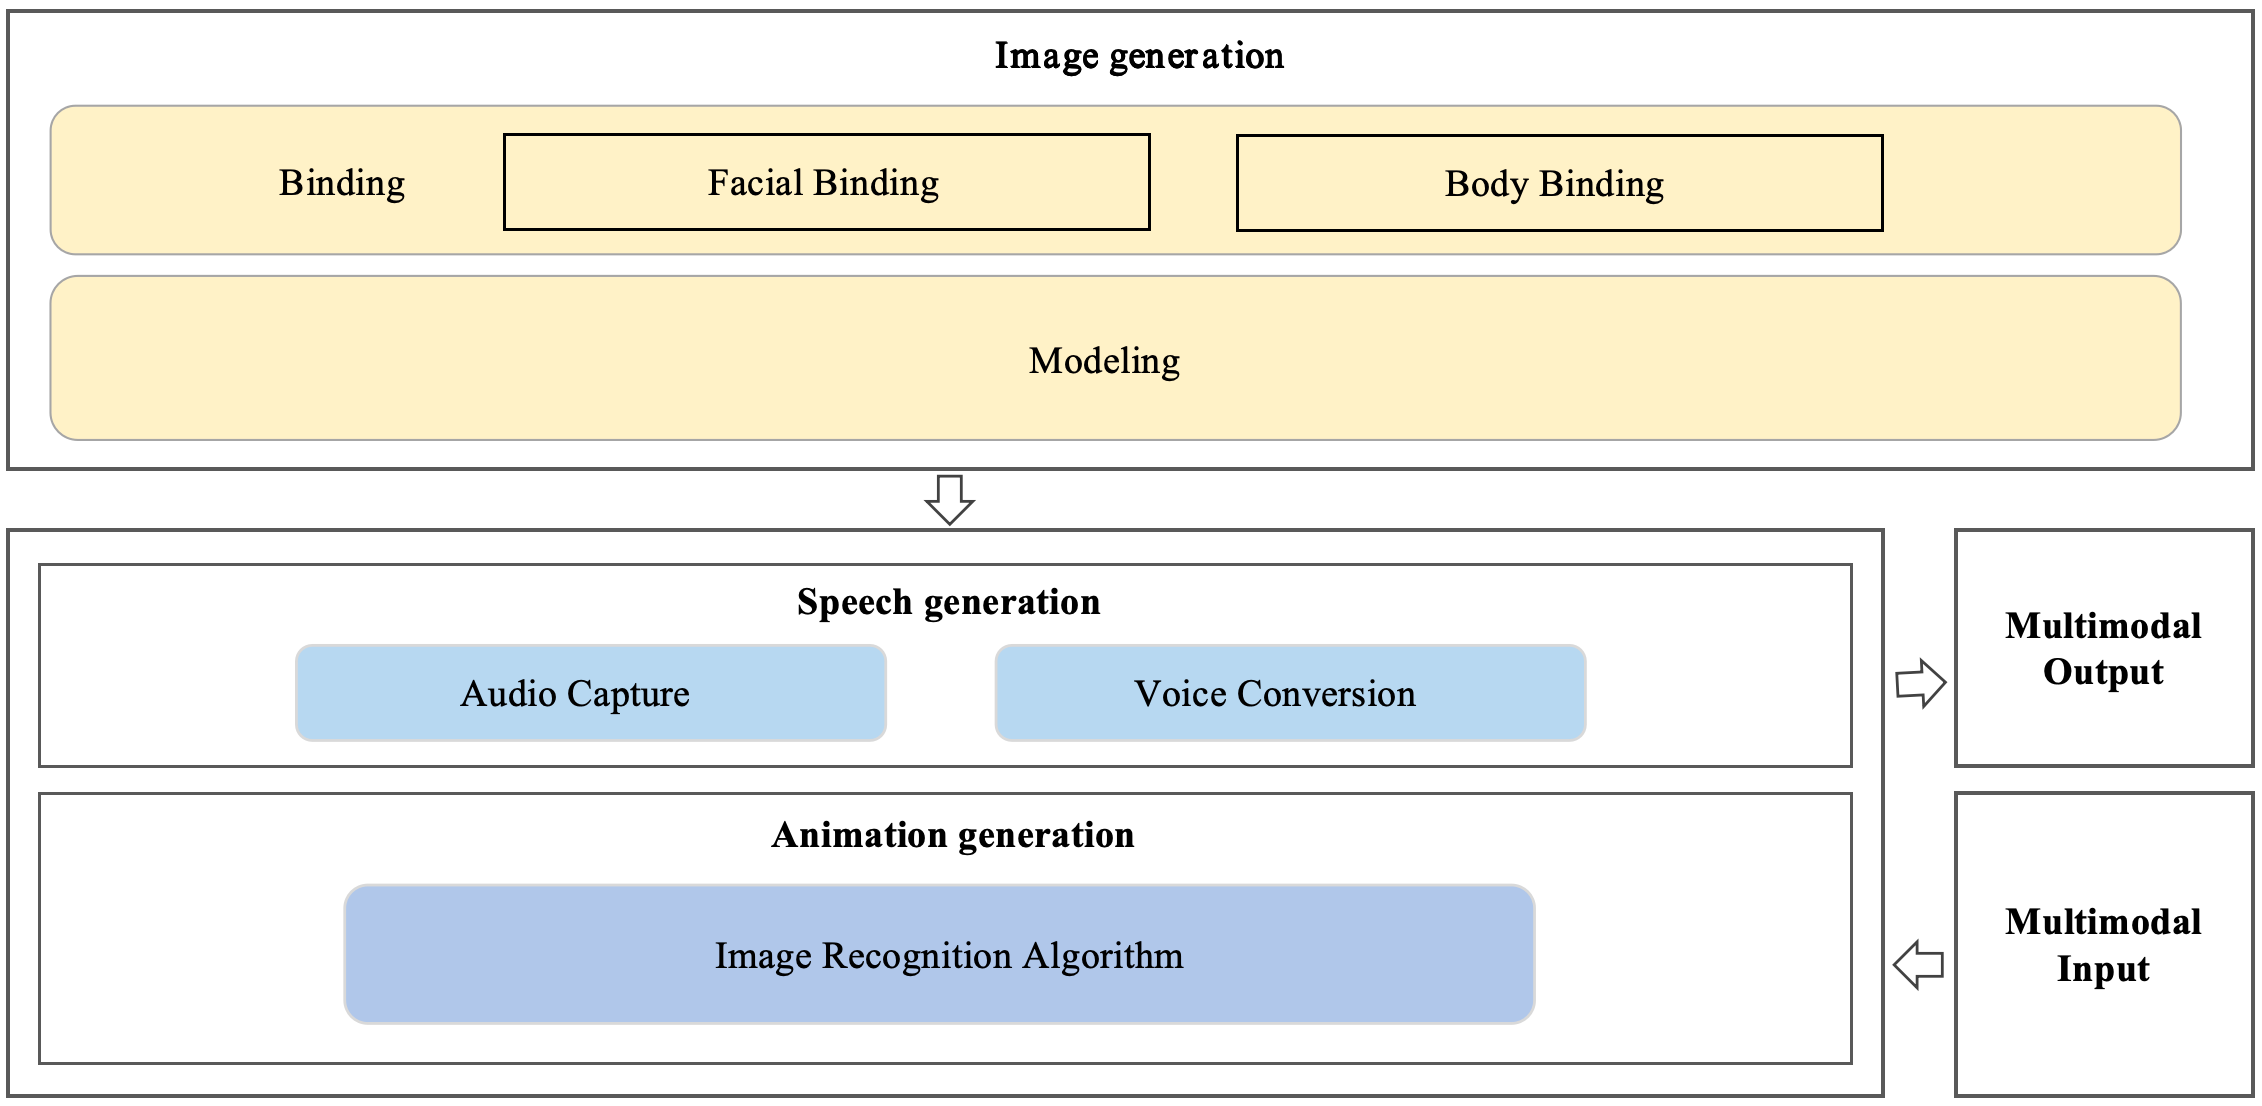 Image generation
Binding
Facial Binding
Body Binding
Modeling
Speech generation
Audio Capture
Voice Conversion
Multimodal
Output
Animation generation
Image Recognition Algorithm
Multimodal
Input